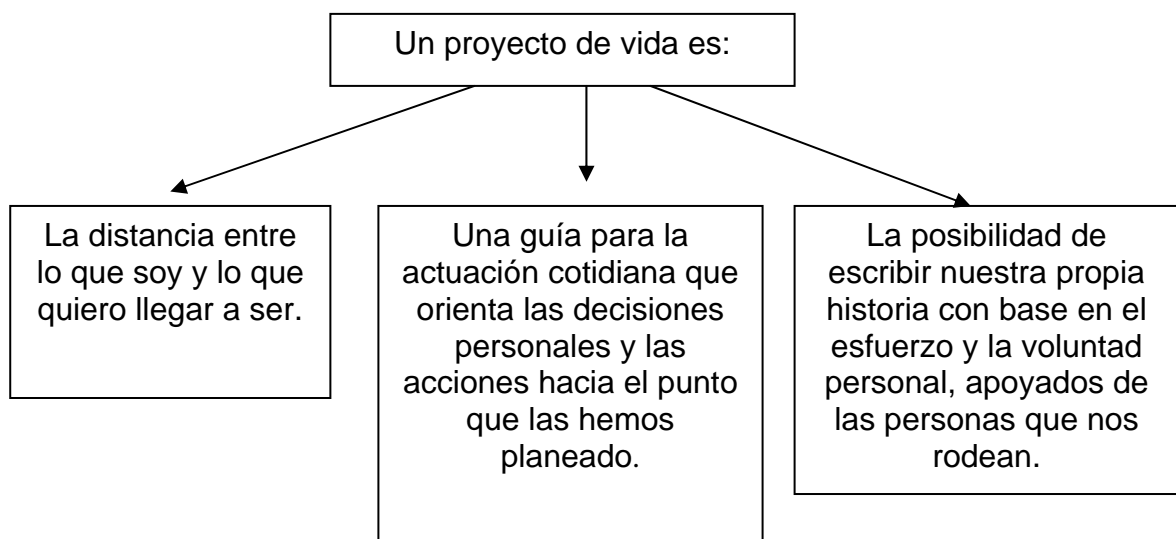 Un proyecto de vida es:
La distancia entre
lo que soy y lo que
quiero llegar a ser.
Una guía para la
actuación cotidiana que
orienta las decisiones
personales y las
acciones hacia el punto
que las hemos
planeado.
La posibilidad de
escribir nuestra propia
historia con base en el
esfuerzo y la voluntad
personal, apoyados de
las personas que nos
rodean.